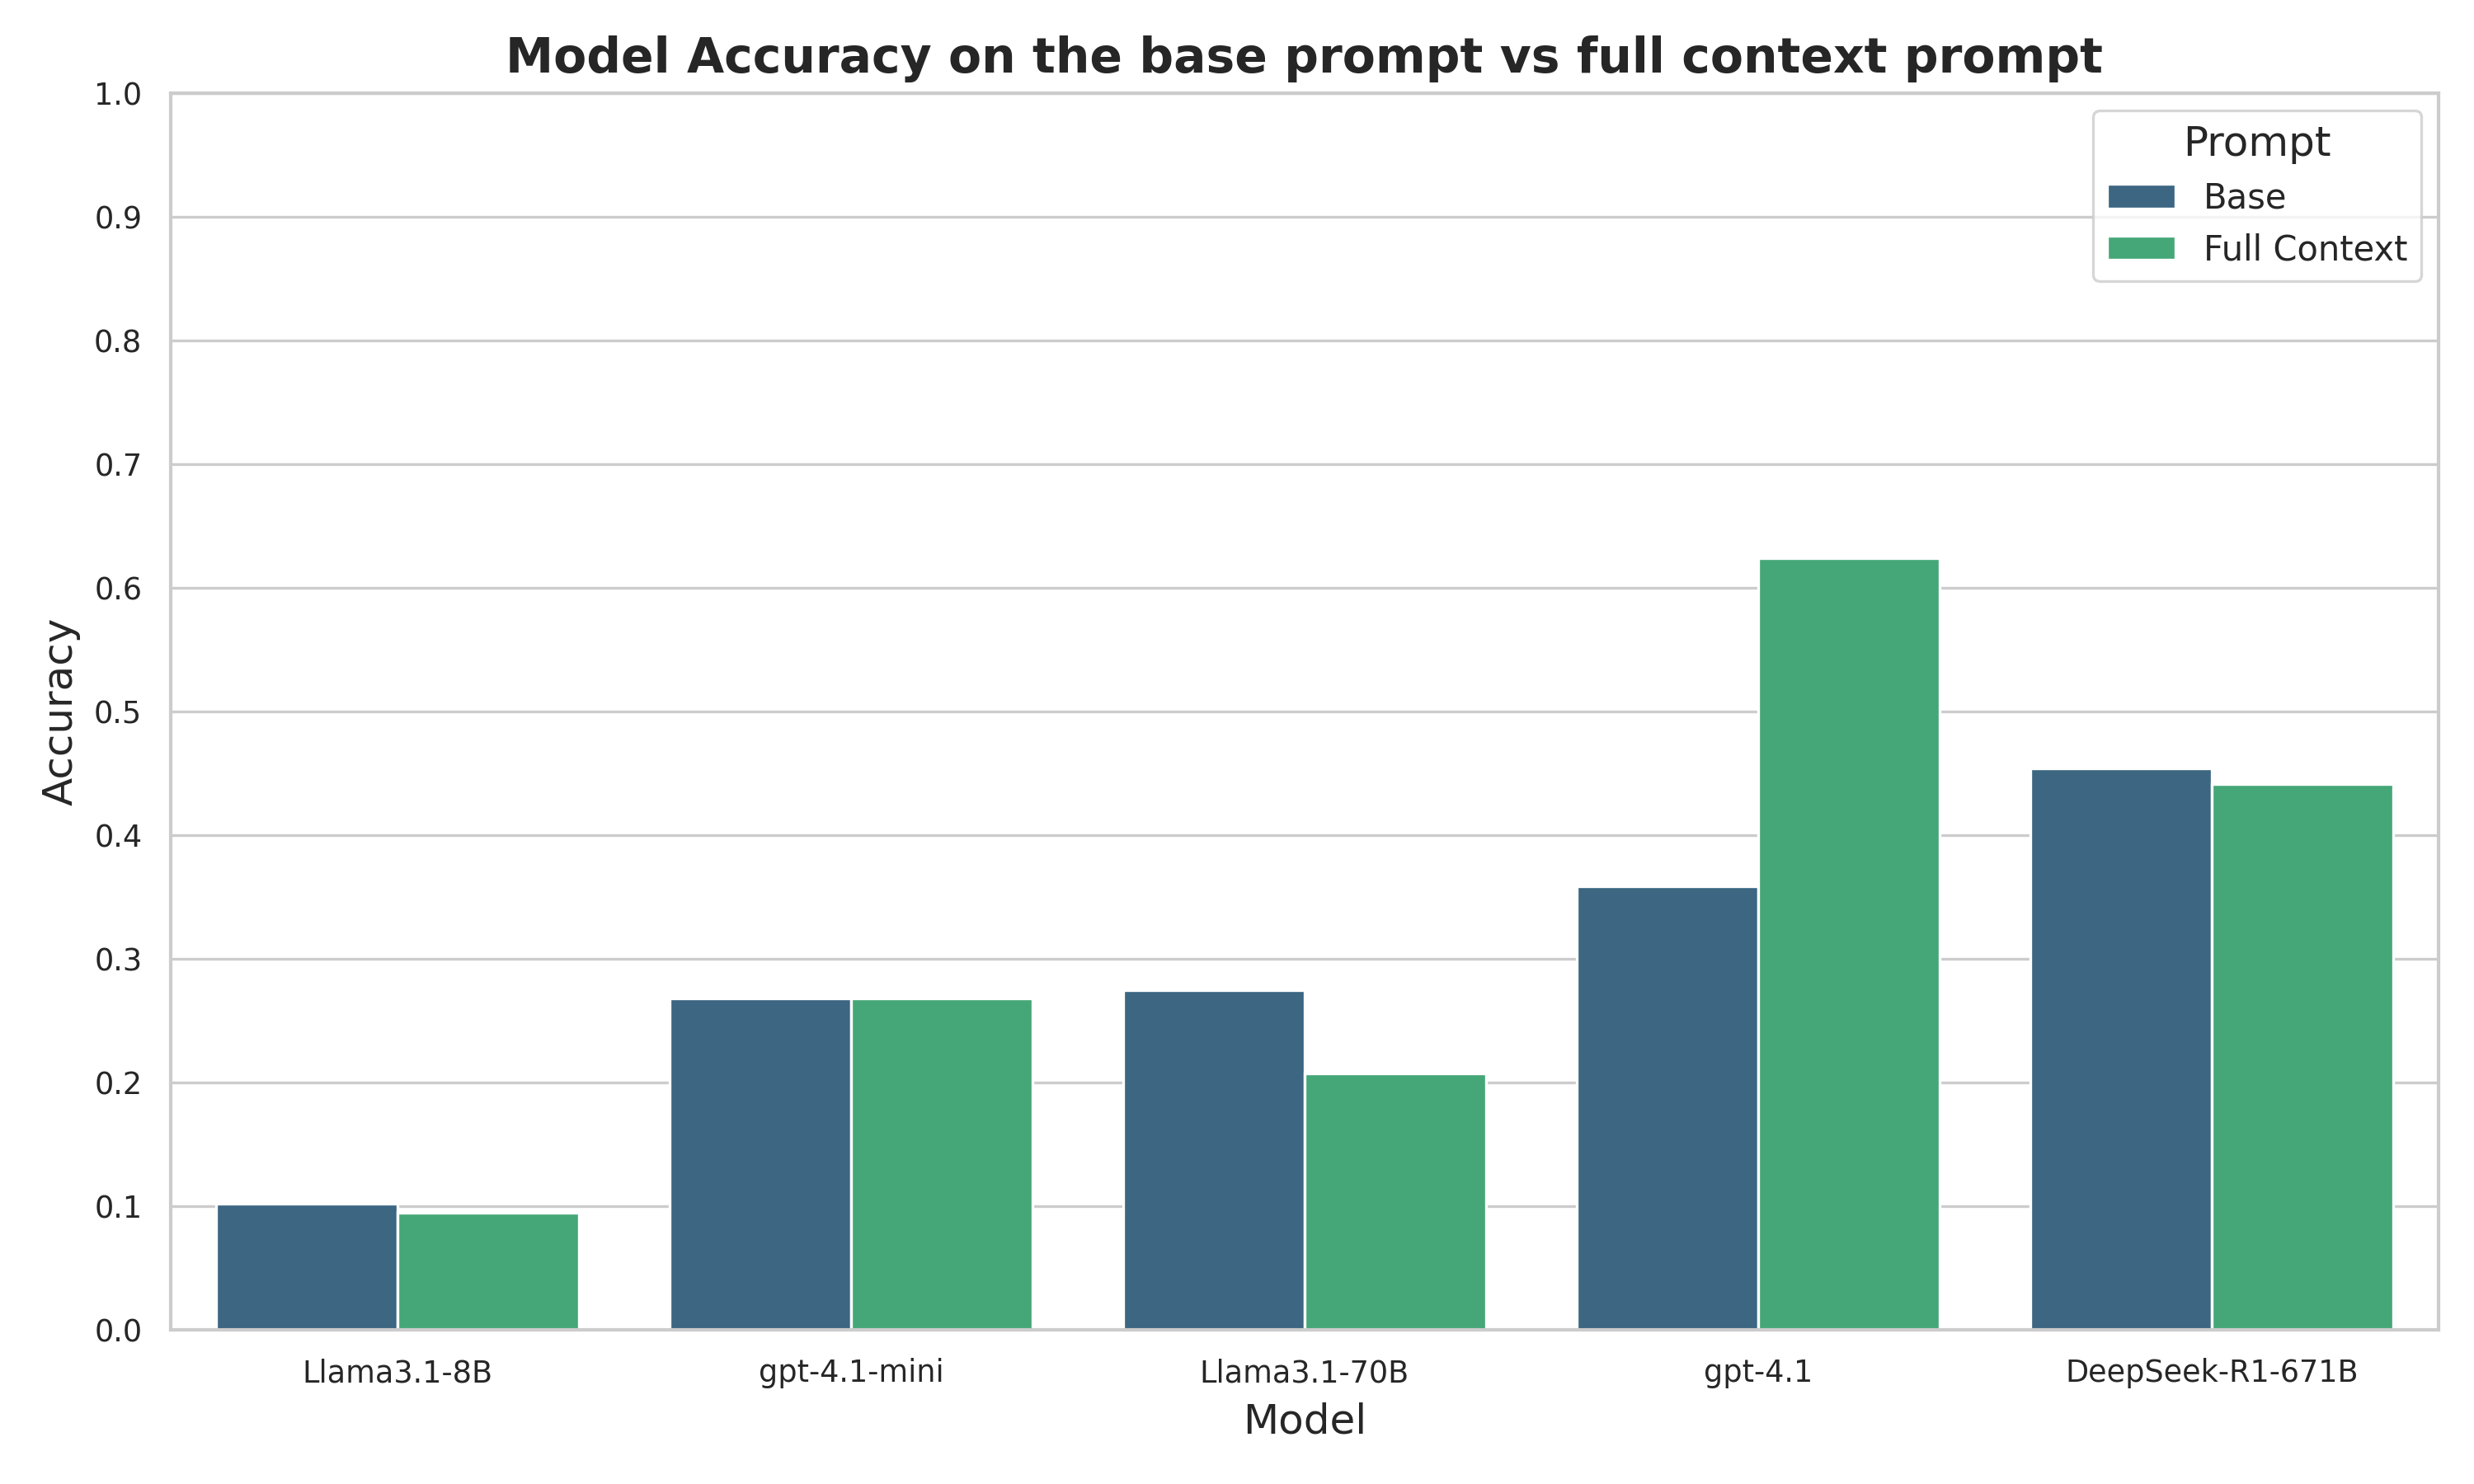 Model Accuracy on the base prompt vs full context prompt
1.0
0.9
0.8
0.7
0.6
0.5
0.4
0.3
0.2
0.1
0.0
Accuracy
Prompt
Base
Full Context
Llama3.1-8B
gpt-4.1-mini
Llama3.1-70B
gpt-4.1
DeepSeek-R1-671B
Model